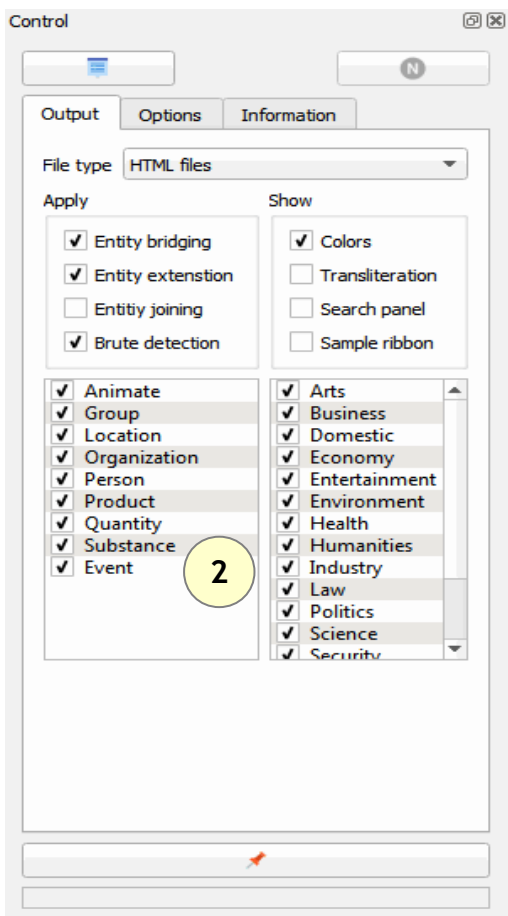 Control
N
Output Options Information
File type HTML files
Apply
Entity bridging
Entity extenstion
Entitiy joining
Brute detection
Show
Colors
Transliteration
Search panel
Sample ribbon
Animate
Group
Location
Organization
Person
Product
Quantity
Substance
Event
2
Arts
Business
Domestic
Economy
Entertainment
Environment
Health
Humanities
Industry
Law
Politics
Science
Security